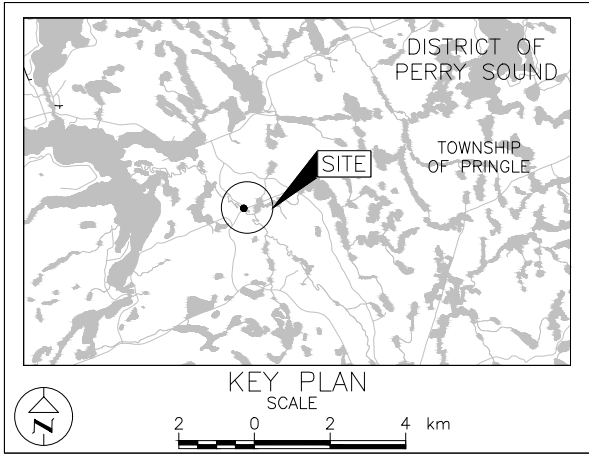 DISTRICT OF
PERRY SOUND
TOWNSHIP
OF PRINGLE
SITE
KEY PLAN
SCALE
2 0 2 4 km
N